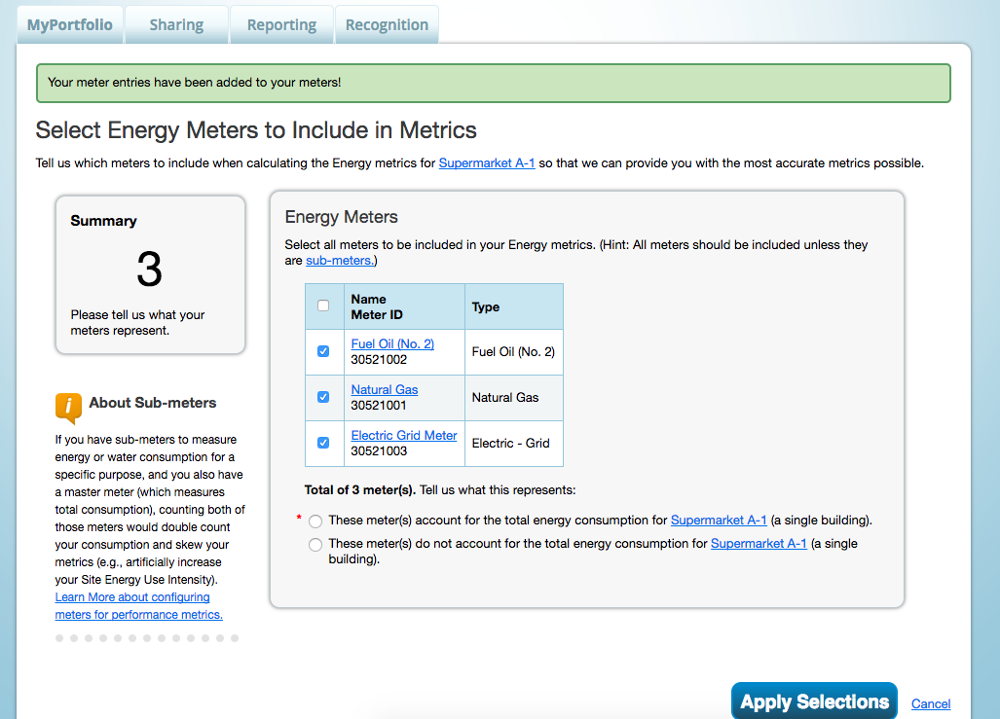 MyPortfolio Sharing Reporting Recognition
Your meter entries have been added to your meters!
Select Energy Meters to Include in Metrics
Tell us which meters to include when calculating the Energy metrics for Supermarket A-1 so that we can provide you with the most accurate metrics possible.
Summary
3
Please tell us what your
meters represent.
i About Sub-meters
If you have sub-meters to measure
energy or water consumption for a
specific purpose, and you also have
a master meter (which measures
total consumption), counting both of
those meters would double count
your consumption and skew your
metrics (e.g., artificially increase
your Site Energy Use Intensity).
Learn More about configuring
meters for performance metrics.
Energy Meters
Select all meters to be included in your Energy metrics. (Hint: All meters should be included unless they
are sub-meters.)
Name
Meter ID
Type
Fuel Oil (No. 2)
30521002
Fuel Oil (No. 2)
Natural Gas
30521001
Natural Gas
Electric Grid Meter
30521003
Electric - Grid
Total of 3 meter(s). Tell us what this represents:
* These meter(s) account for the total energy consumption for Supermarket A-1 (a single building).
These meter(s) do not account for the total energy consumption for Supermarket A-1 (a single
building).
Apply Selections Cancel